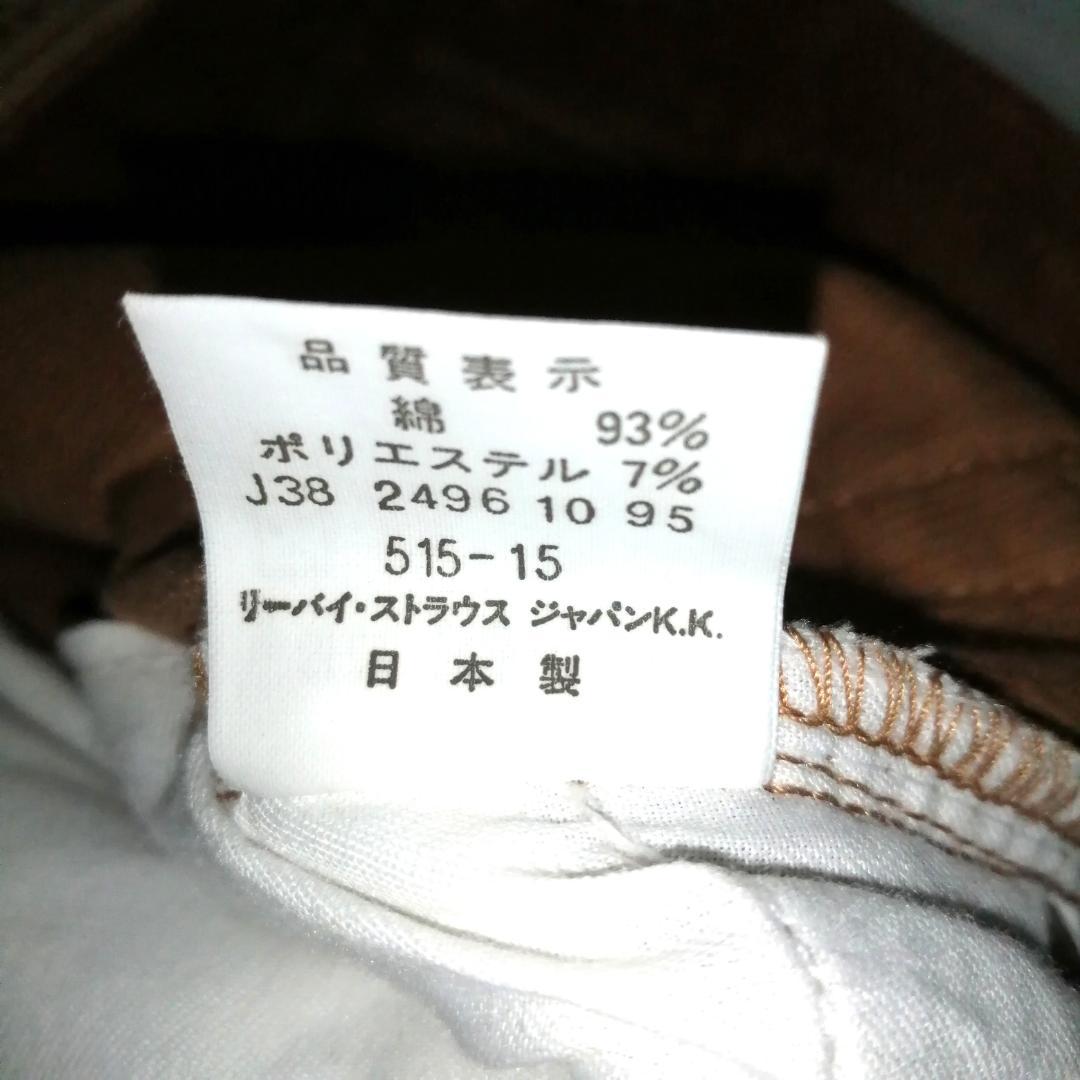 品質表示
綿 93%
ポリエステル 7%
J38 2496 10 95
515-15
リーバイ・ストラウス ジャパンK.K.
日本製